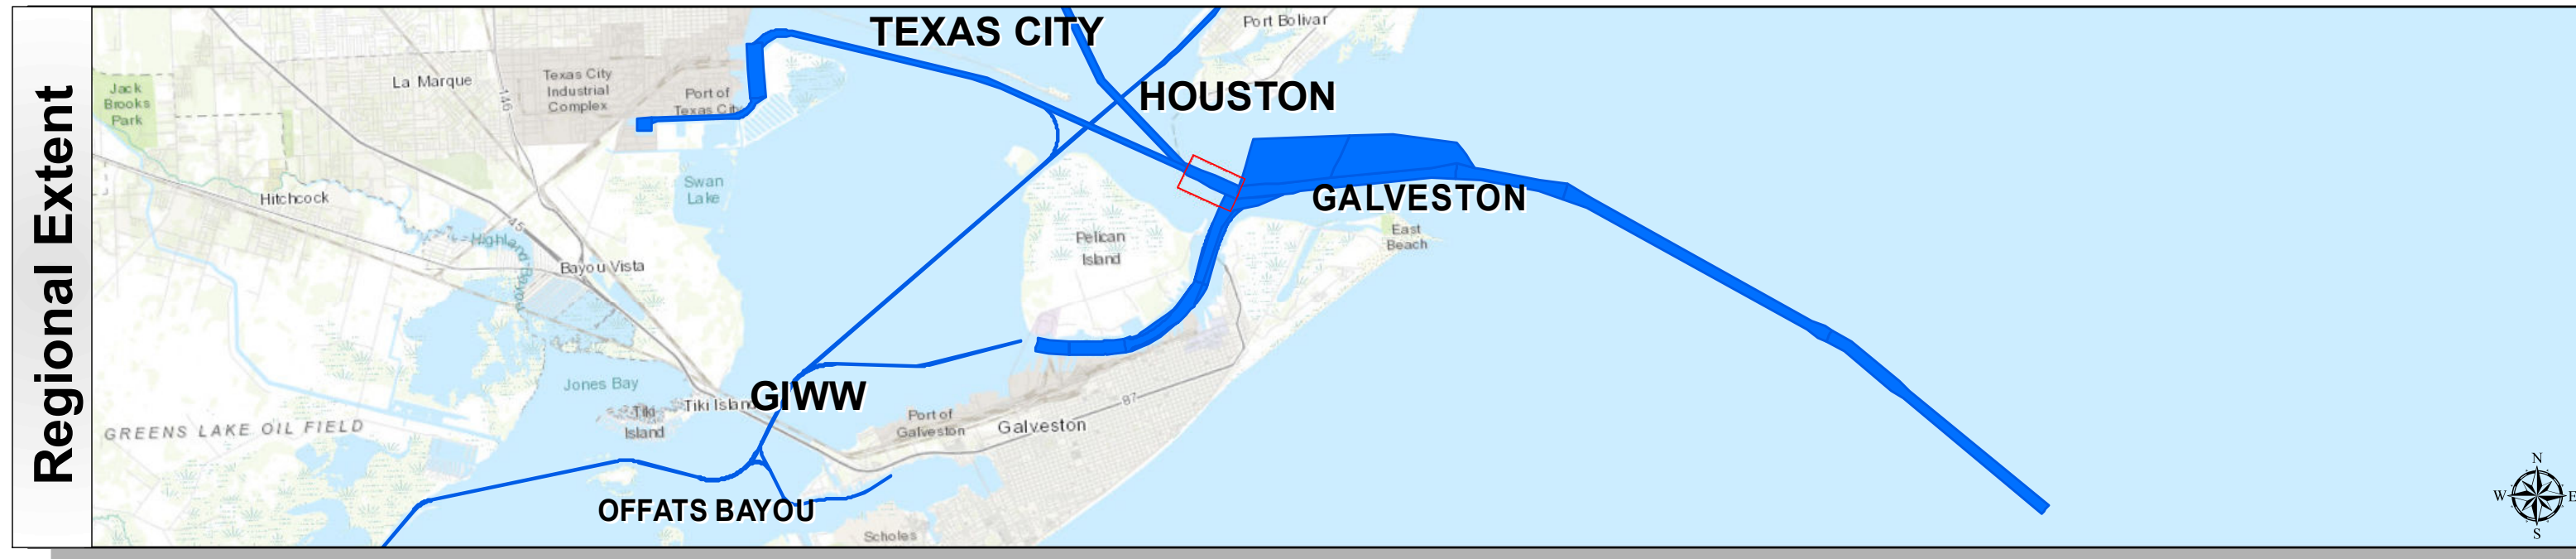 Regional Extent
TEXAS CITY
Port Bolivar
La Marque
Texas City
Industrial
Complex
146
Jack
Brooks
Park
Port of
Texas City
HOUSTON
Swan
Lake
Hitchcock
GALVESTON
45
Highland Bayou
Bayou Vista
Pelican
Island
East
Beach
Jones Bay
Tiki
Island
Tiki Island
GIWW
87
Port of
Galveston
Galveston
GREENS LAKE OIL FIELD
OFFATS BAYOU
Scholes
N
W
E
S